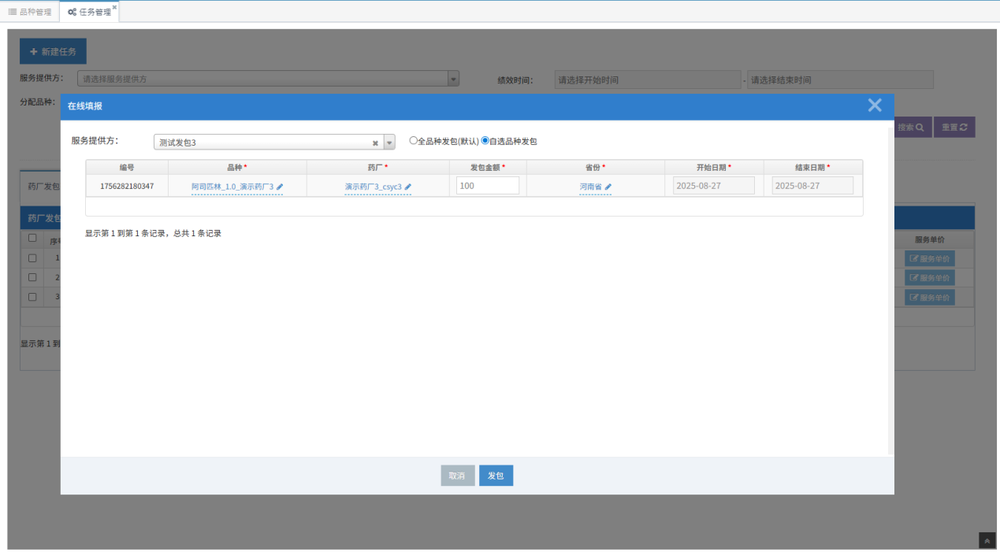 品种管理 任务管理
新建任务
服务提供方： 请选择服务提供方 绩效时间： 请选择开始时间 - 请选择结束时间
分配品种：
在线填报
搜索 重置
服务提供方： 测试发包3 全品种发包(默认) 自选品种发包
编号 品种* 药厂* 发包金额* 省份* 开始日期* 结束日期*
药厂发包
1756282180347 阿司匹林_1.0_演示药厂3 演示药厂3_csyc3 100 河南省 2025-08-27 2025-08-27
药厂发包
显示第 1 到第 1 条记录，总共 1 条记录
服务单价
1 服务单价
2 服务单价
3 服务单价
显示第 1 到
取消 发包